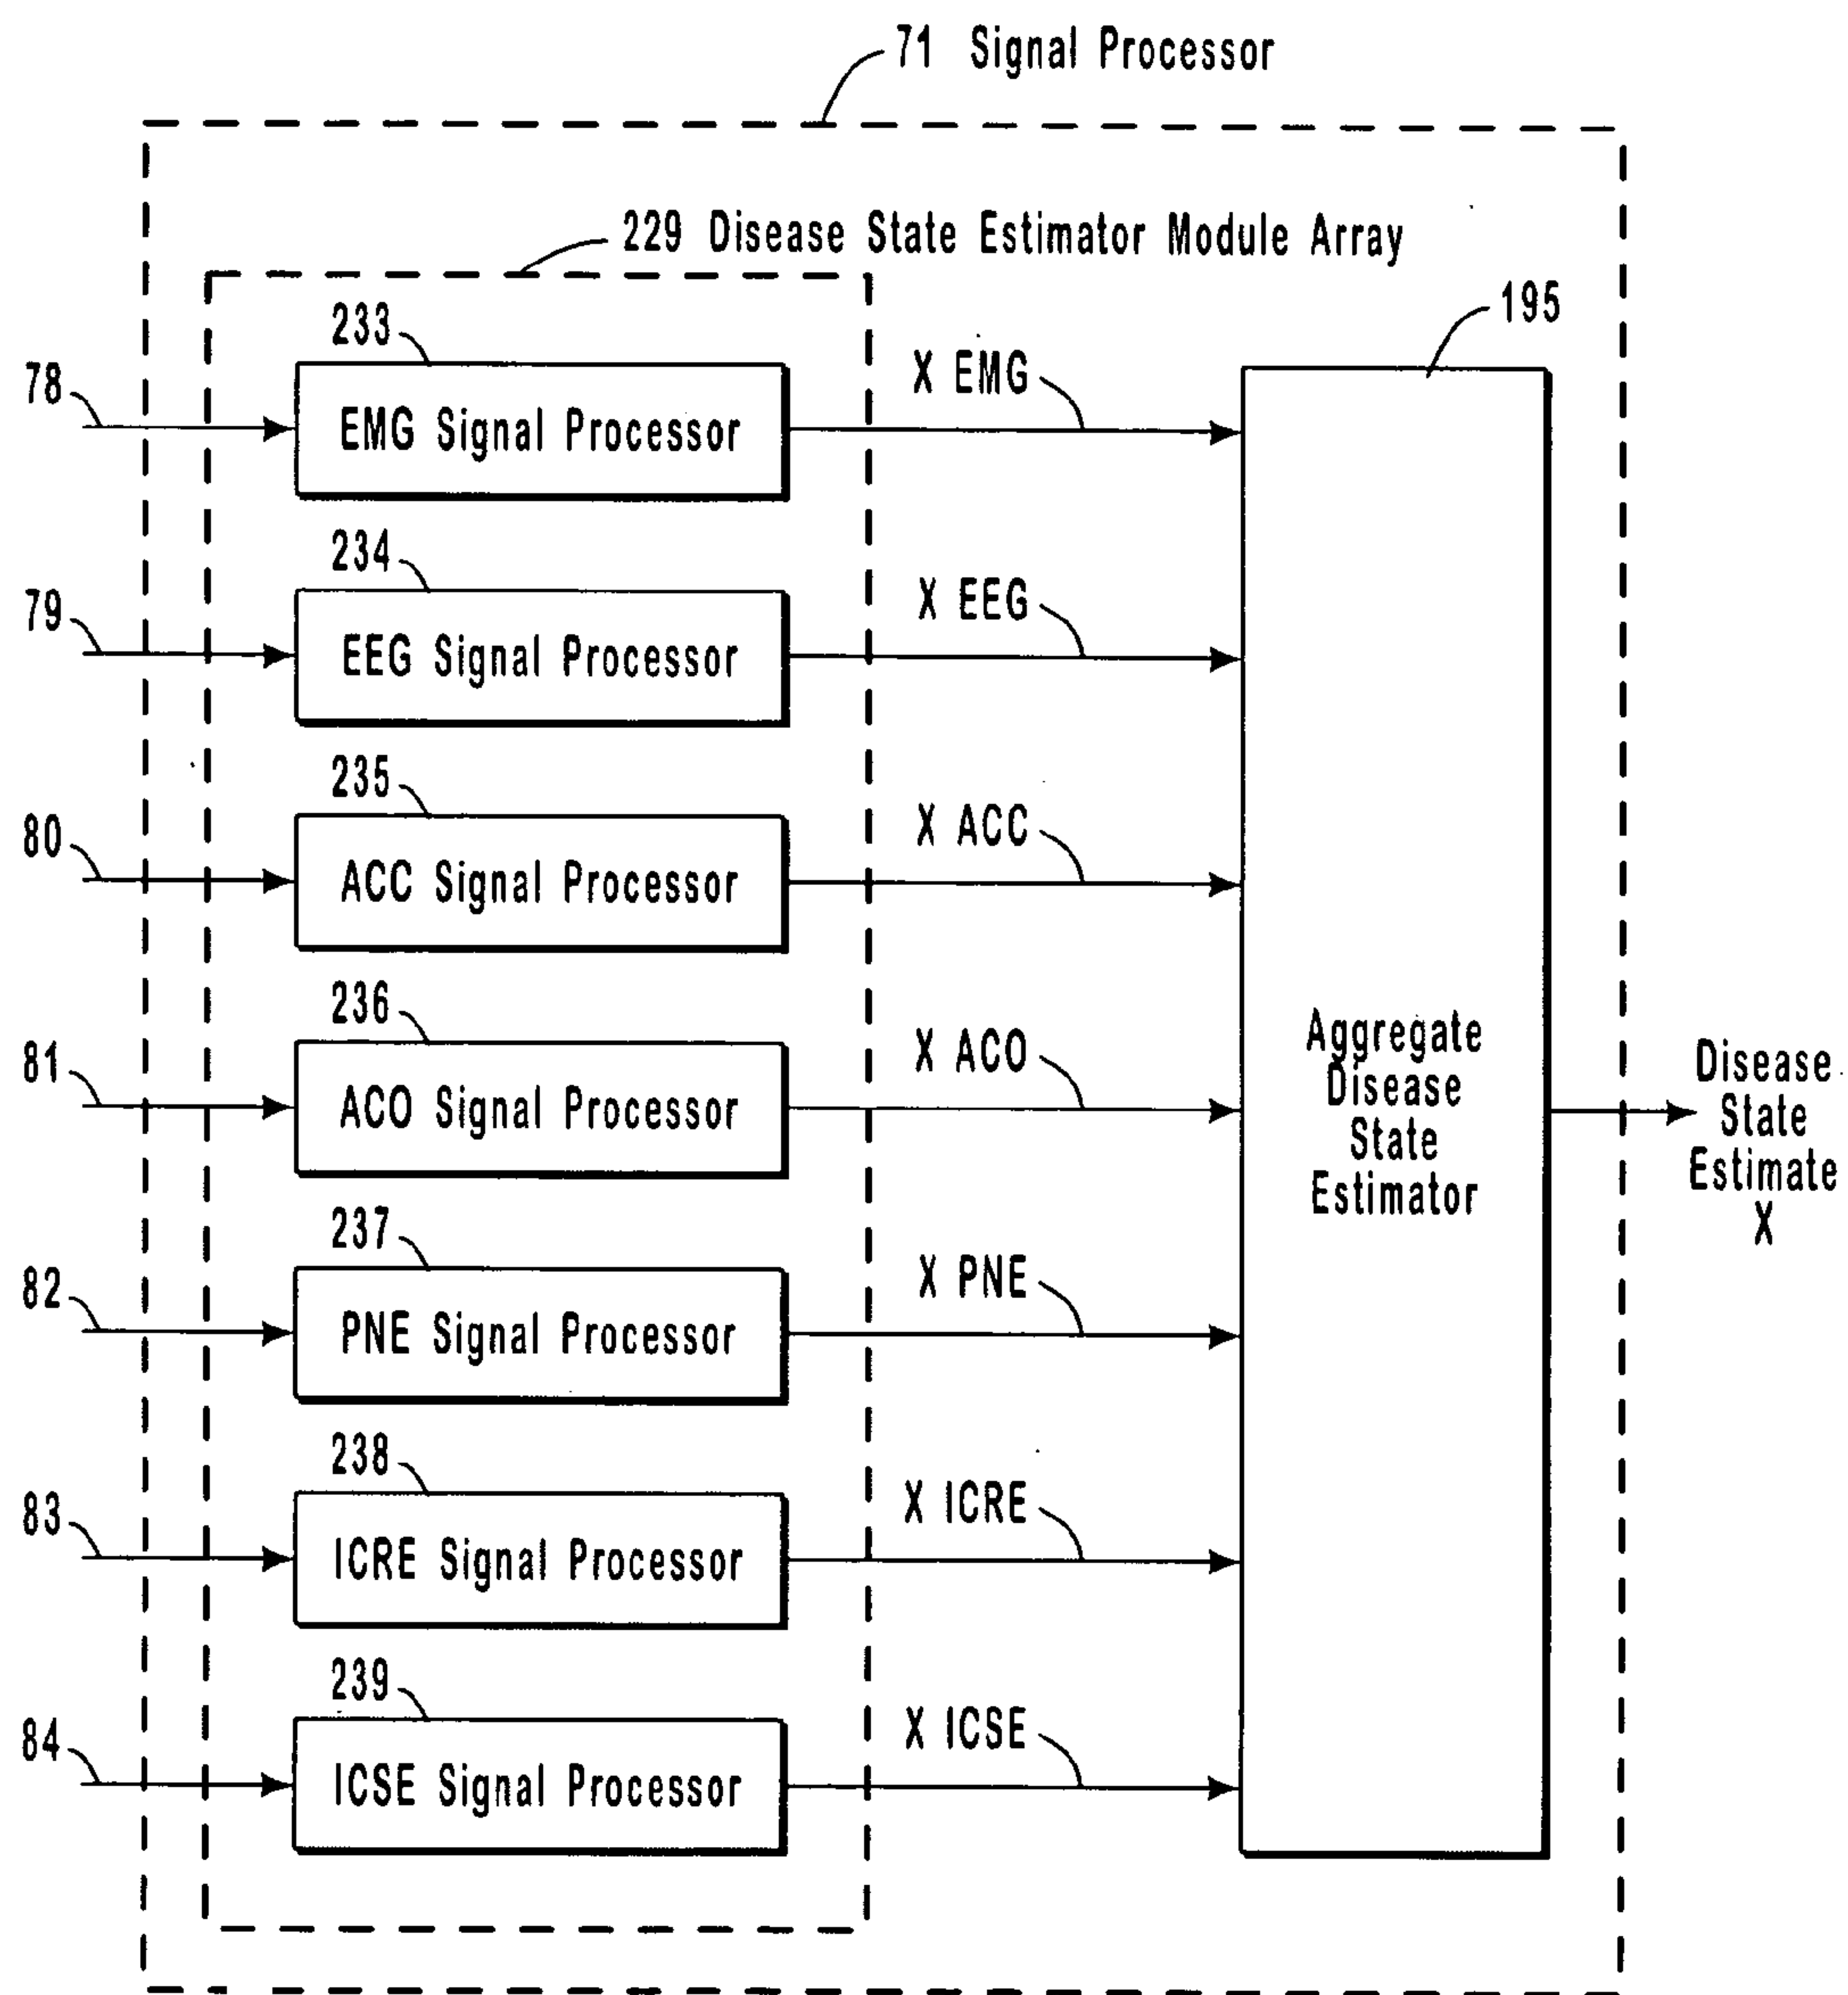 71 Signal Processor
229 Disease State Estimator Module Array
195
233
78
EMG Signal Processor
X EMG
234
79
EEG Signal Processor
X EEG
235
80
ACC Signal Processor
X ACC
236
81
ACO Signal Processor
X ACO
237
82
PNE Signal Processor
X PNE
238
83
ICRE Signal Processor
X ICRE
239
84
ICSE Signal Processor
X ICSE
Aggregate
Disease
State
Estimator
Disease
State
Estimate
X